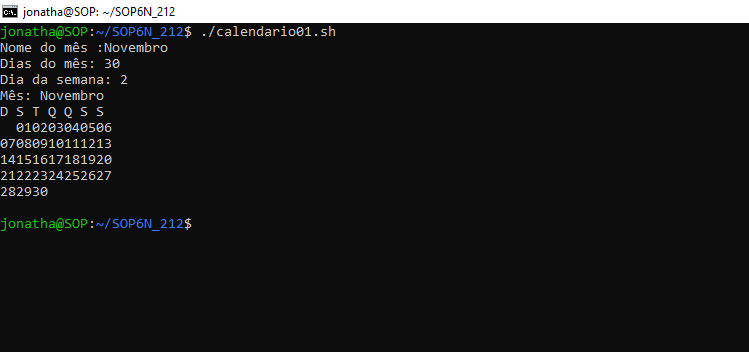 jonatha@SOP: ~/SOP6N_212
jonatha@SOP:~/SOP6N_212$ ./calendario01.sh
Nome do mês :Novembro
Dias do mês: 30
Dia da semana: 2
Mês: Novembro
D S T Q Q S S
  010203040506
07080910111213
14151617181920
21222324252627
282930
jonatha@SOP:~/SOP6N_212$